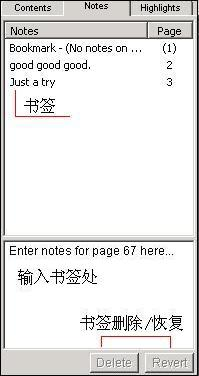 Contents Notes Highlights
Notes Page
Bookmark - (No notes on ... (1)
good good good. 2
Just a try 3
书签
Enter notes for page 67 here...
输入书签处
书签删除/恢复
Delete Revert